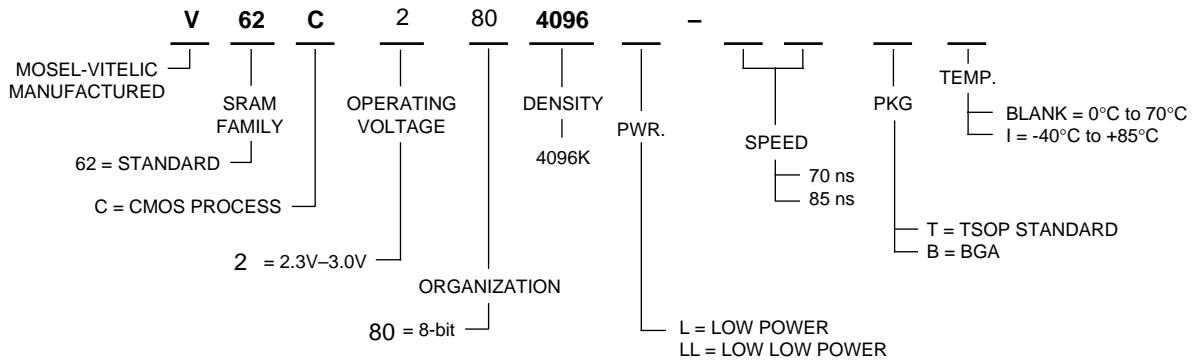 V 62 C 2 80 4096 –
MOSEL-VITELIC
MANUFACTURED
SRAM
FAMILY
62 = STANDARD
C = CMOS PROCESS
OPERATING
VOLTAGE
2 = 2.3V–3.0V
ORGANIZATION
80 = 8-bit
DENSITY
4096K
PWR.
L = LOW POWER
LL = LOW LOW POWER
SPEED
70 ns
85 ns
PKG
T = TSOP STANDARD
B = BGA
TEMP.
BLANK = 0°C to 70°C
I = -40°C to +85°C